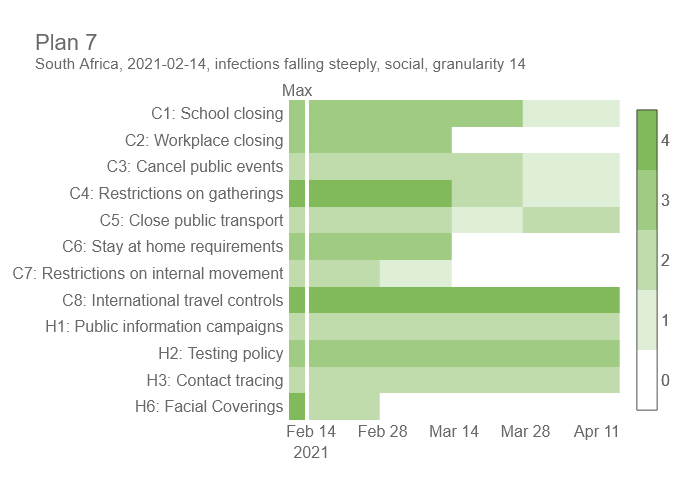 Plan 7
South Africa, 2021-02-14, infections falling steeply, social, granularity 14
Max
C1: School closing
C2: Workplace closing
C3: Cancel public events
C4: Restrictions on gatherings
C5: Close public transport
C6: Stay at home requirements
C7: Restrictions on internal movement
C8: International travel controls
H1: Public information campaigns
H2: Testing policy
H3: Contact tracing
H6: Facial Coverings
Feb 14 Feb 28 Mar 14 Mar 28 Apr 11
2021
4
3
2
1
0